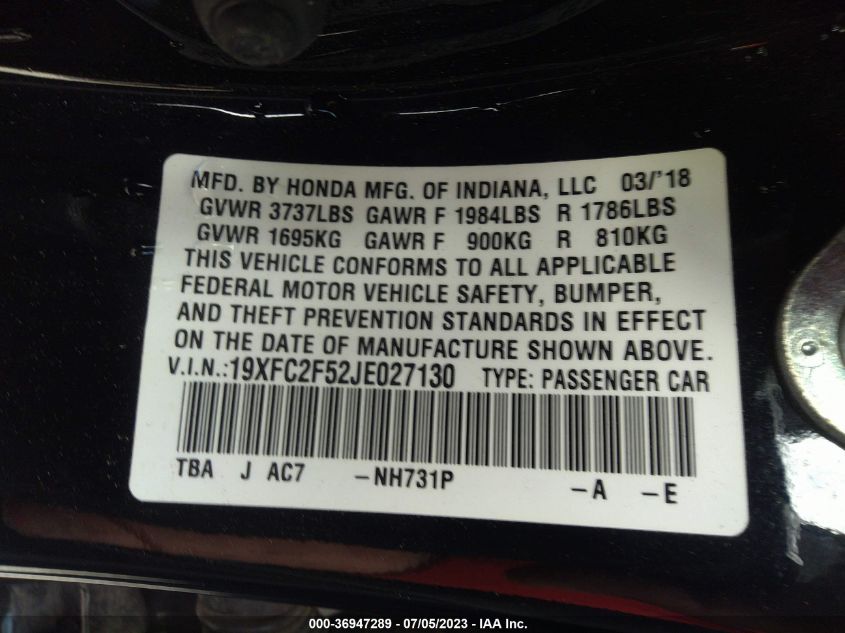 MFD. BY HONDA MFG. OF INDIANA, LLC 03/'18
GVWR 3737LBS GAWR F 1984LBS R 1786LBS
GVWR 1695KG GAWR F 900KG R 810KG
THIS VEHICLE CONFORMS TO ALL APPLICABLE
FEDERAL MOTOR VEHICLE SAFETY, BUMPER,
AND THEFT PREVENTION STANDARDS IN EFFECT
ON THE DATE OF MANUFACTURE SHOWN ABOVE.
V.I.N.:19XFC2F52JE027130 TYPE: PASSENGER CAR
TBA J AC7 -NH731P -A -E
000-36947289 - 07/05/2023 - IAA Inc.